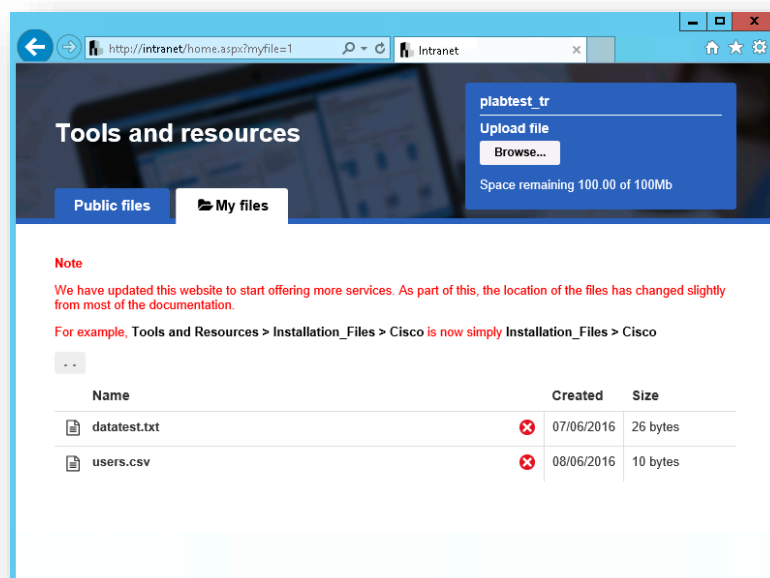 http://intranet/home.aspx?myfile=1
Intranet
plabtest_tr
Upload file
Browse...
Space remaining 100.00 of 100Mb
Tools and resources
Public files
My files
Note
We have updated this website to start offering more services. As part of this, the location of the files has changed slightly
from most of the documentation.
For example, Tools and Resources > Installation_Files > Cisco is now simply Installation_Files > Cisco
..
Name Created Size
datatest.txt 07/06/2016 26 bytes
users.csv 08/06/2016 10 bytes